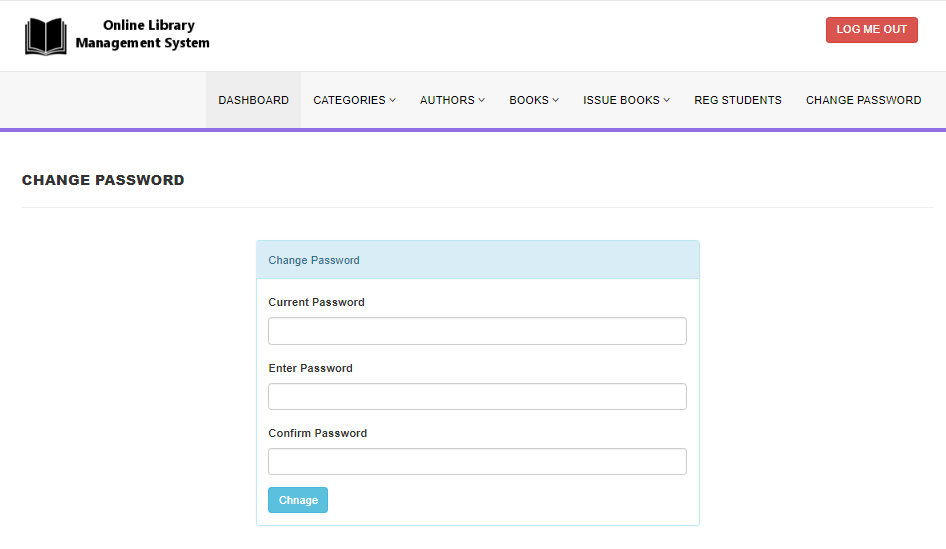 Online Library
Management System
LOG ME OUT
DASHBOARD CATEGORIES AUTHORS BOOKS ISSUE BOOKS REG STUDENTS CHANGE PASSWORD
CHANGE PASSWORD
Change Password
Current Password
Enter Password
Confirm Password
Chnage